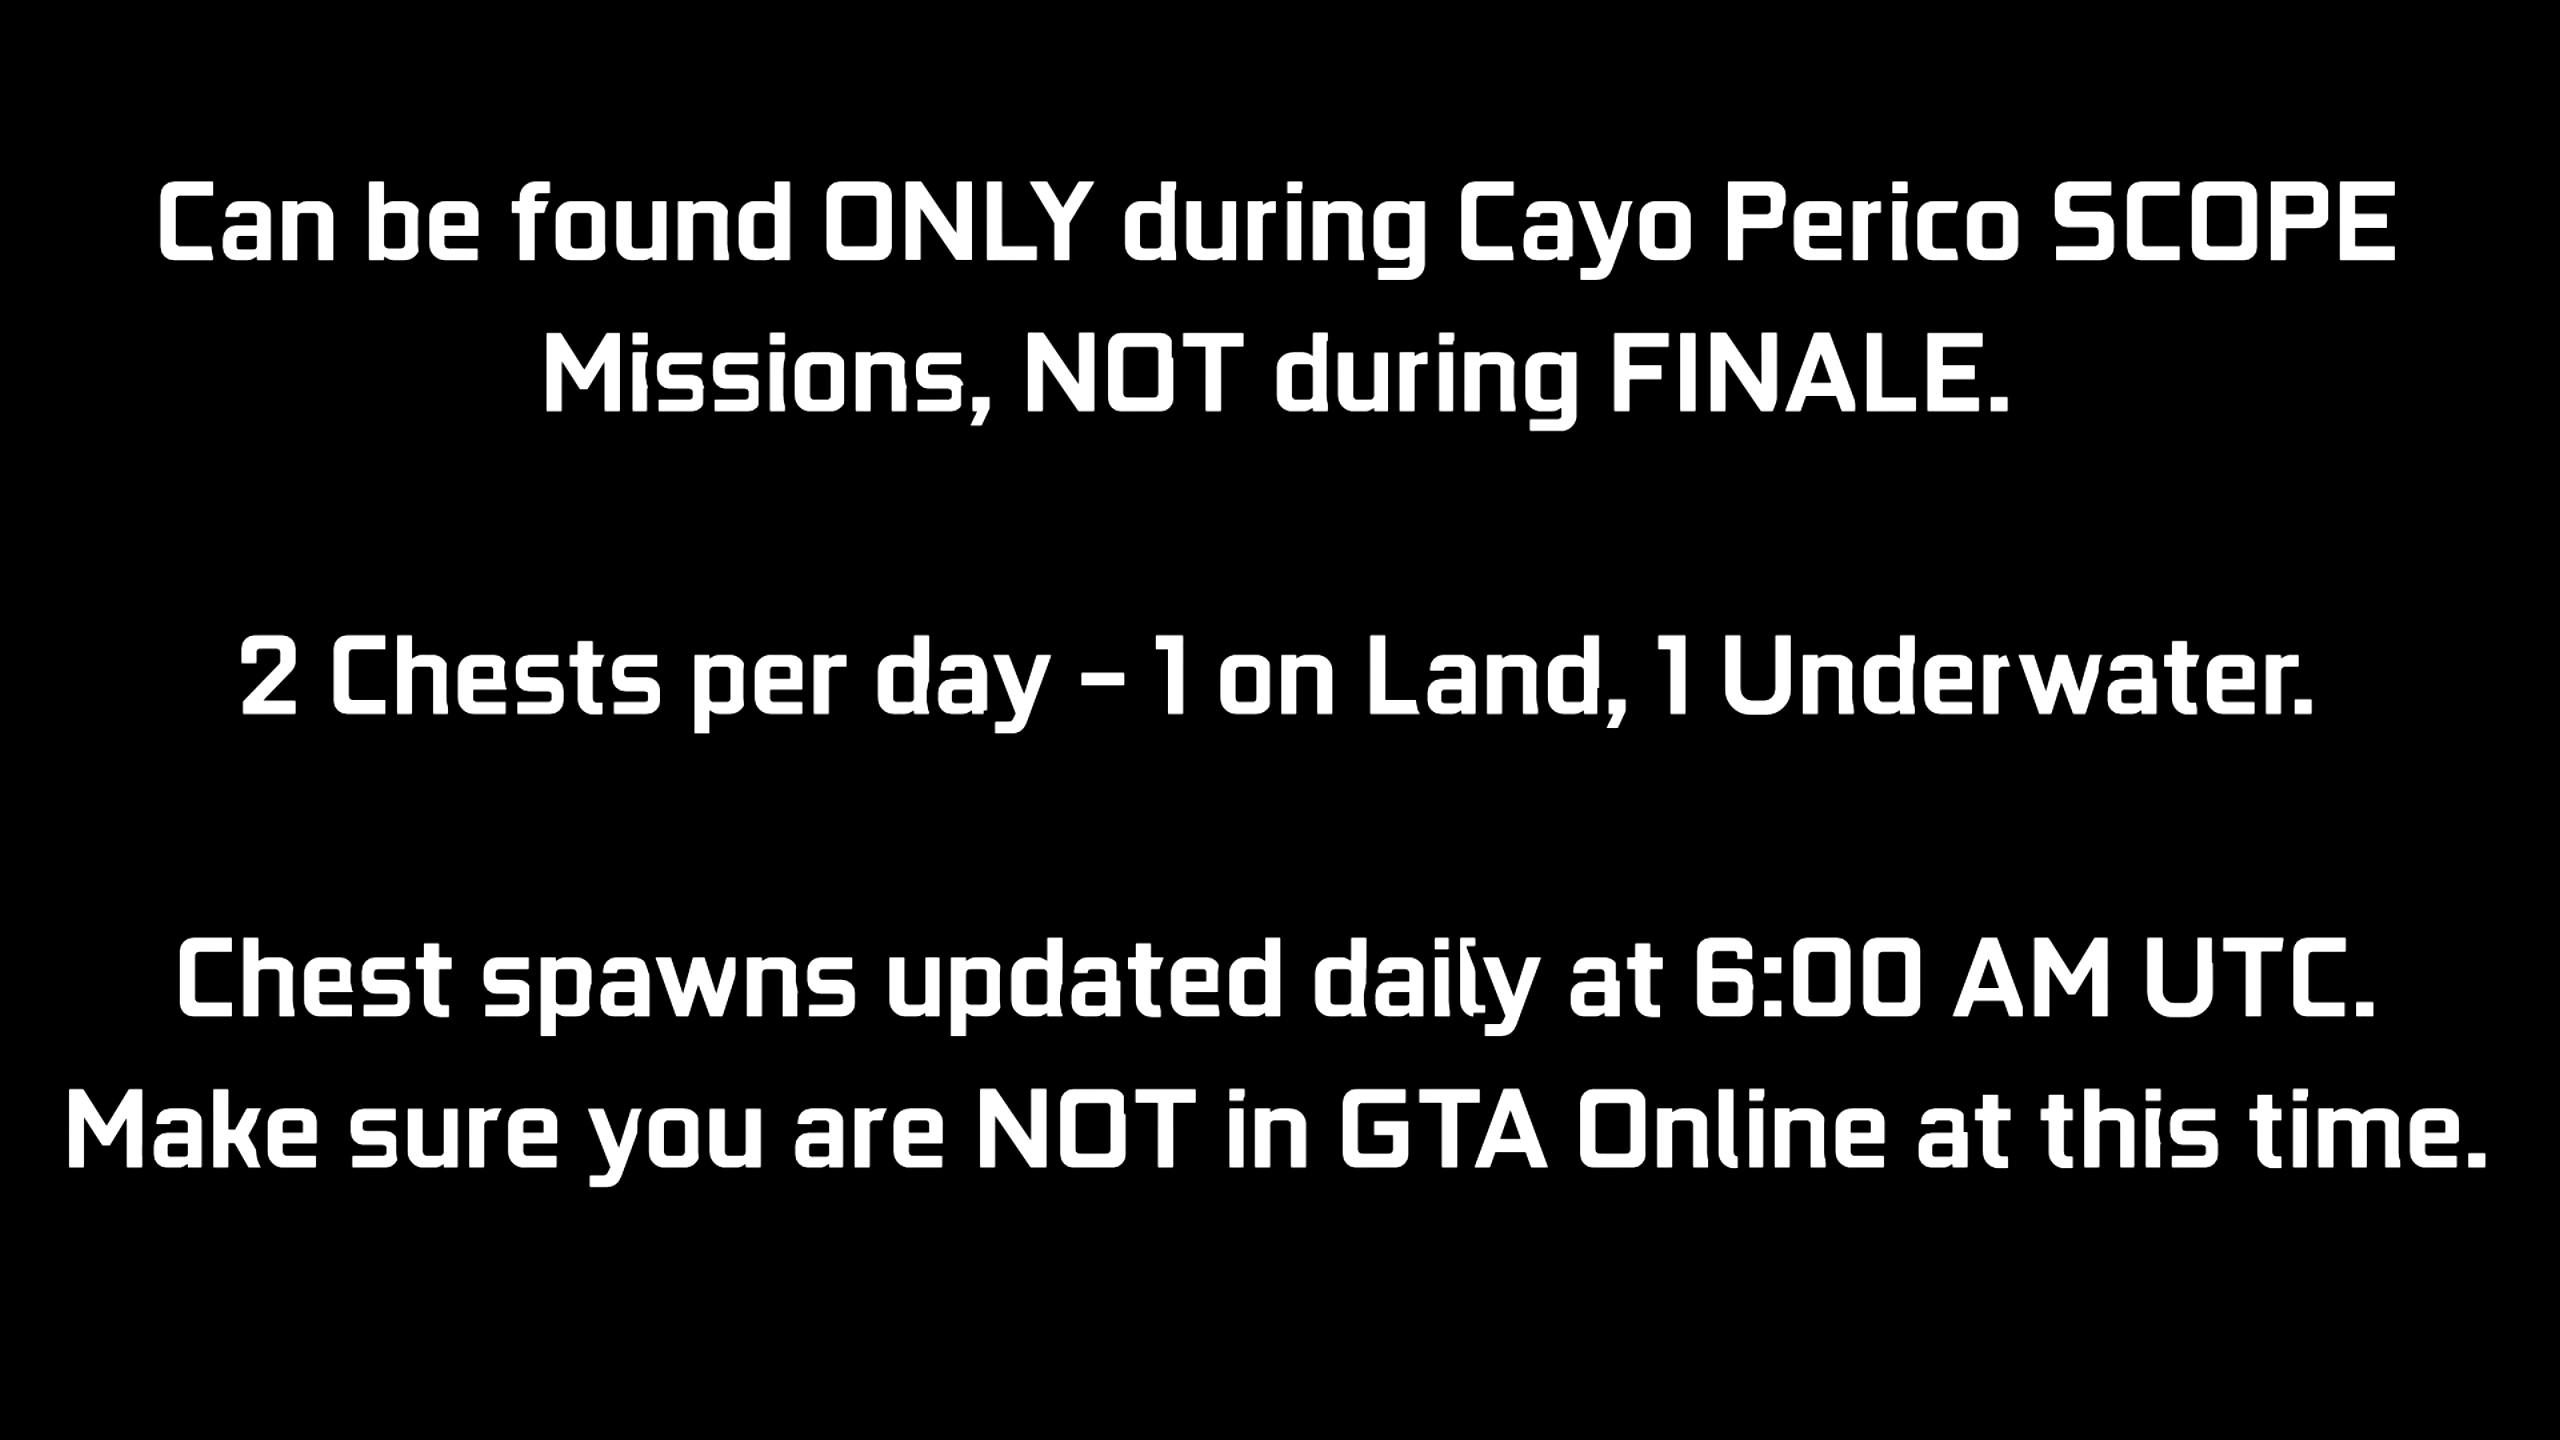 Can be found ONLY during Cayo Perico SCOPE
Missions, NOT during FINALE.
2 Chests per day - 1 on Land, 1 Underwater.
Chest spawns updated daily at 6:00 AM UTC.
Make sure you are NOT in GTA Online at this time.